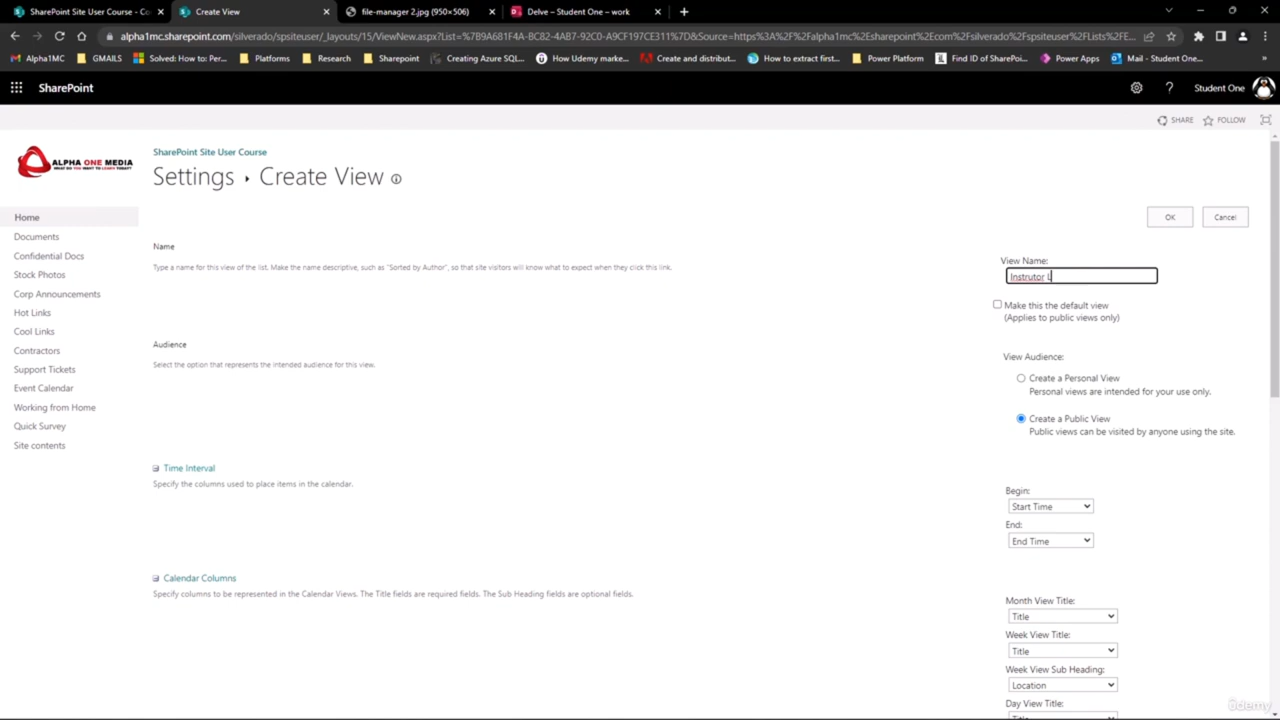 SharePoint Site User Course - Co
Create View
file-manager 2.jpg (950×506)
Delve – Student One – work
alpha1mc.sharepoint.com/silverado/spsiteuser/_layouts/15/ViewNew.aspx?List=%7B9A681F4A-BC82-4AB7-92C0-A9CF197CE311%7D&Source=https%3A%2F%2Falpha1mc%2Esharepoint%2Ecom%2Fsilverado%2Fspsiteuser%2FLists%2FE...
Alpha1MC
GMAILS
Solved: How to: Per...
Platforms
Research
Sharepoint
Creating Azure SQL...
How Udemy marke...
Create and distribut...
How to extract first...
Power Platform
Find ID of SharePoi...
Power Apps
Mail - Student One...
»
SharePoint
? Student One
SHARE FOLLOW
ALPHA ONE MEDIA
WHAT DO YOU WANT TO LEARN TODAY?
SharePoint Site User Course
Settings ▸ Create View
Home
Documents
Confidential Docs
Stock Photos
Corp Announcements
Hot Links
Cool Links
Contractors
Support Tickets
Event Calendar
Working from Home
Quick Survey
Site contents
OK Cancel
Name
Type a name for this view of the list. Make the name descriptive, such as "Sorted by Author", so that site visitors will know what to expect when they click this link.
View Name:
Instrutor L
Make this the default view
(Applies to public views only)
Audience
Select the option that represents the intended audience for this view.
View Audience:
Create a Personal View
Personal views are intended for your use only.
Create a Public View
Public views can be visited by anyone using the site.
Time Interval
Specify the columns used to place items in the calendar.
Begin:
Start Time
End:
End Time
Calendar Columns
Specify columns to be represented in the Calendar Views. The Title fields are required fields. The Sub Heading fields are optional fields.
Month View Title:
Title
Week View Title:
Title
Week View Sub Heading:
Location
Day View Title:
Title
ûdemy